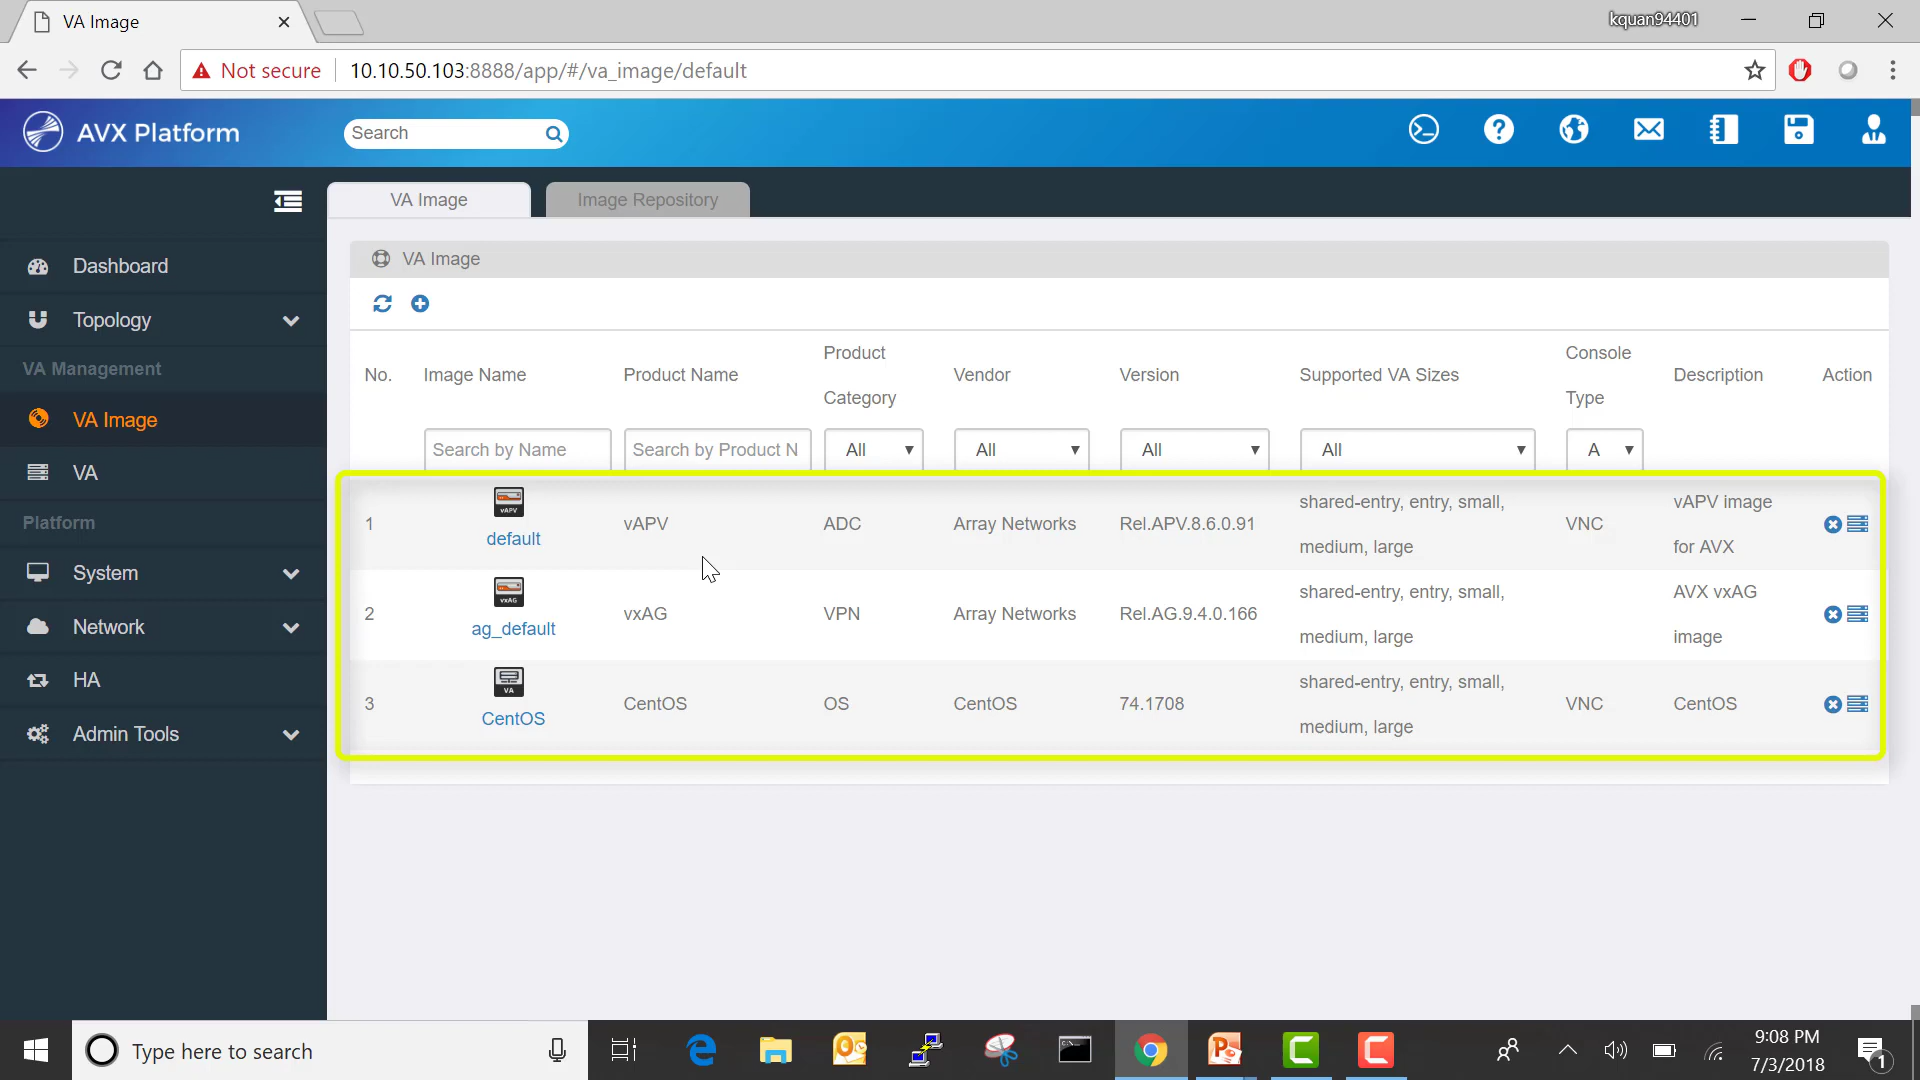 VA Image
kquan94401
Not secure
10.10.50.103:8888/app/#/va_image/default
AVX Platform
Search
VA Image
Image Repository
Dashboard
Topology
VA Management
VA Image
VA
Platform
System
Network
HA
Admin Tools
VA Image
No. Image Name Product Name Product Category Vendor Version Supported VA Sizes Console Type Description Action
Search by Name Search by Product N All All All All A
1 vAPV default vAPV ADC Array Networks Rel.APV.8.6.0.91 shared-entry, entry, small, medium, large VNC vAPV image for AVX
2 vxAG ag_default vxAG VPN Array Networks Rel.AG.9.4.0.166 shared-entry, entry, small, medium, large AVX vxAG image
3 VA CentOS CentOS OS CentOS 74.1708 shared-entry, entry, small, medium, large VNC CentOS
Type here to search
9:08 PM
7/3/2018
1